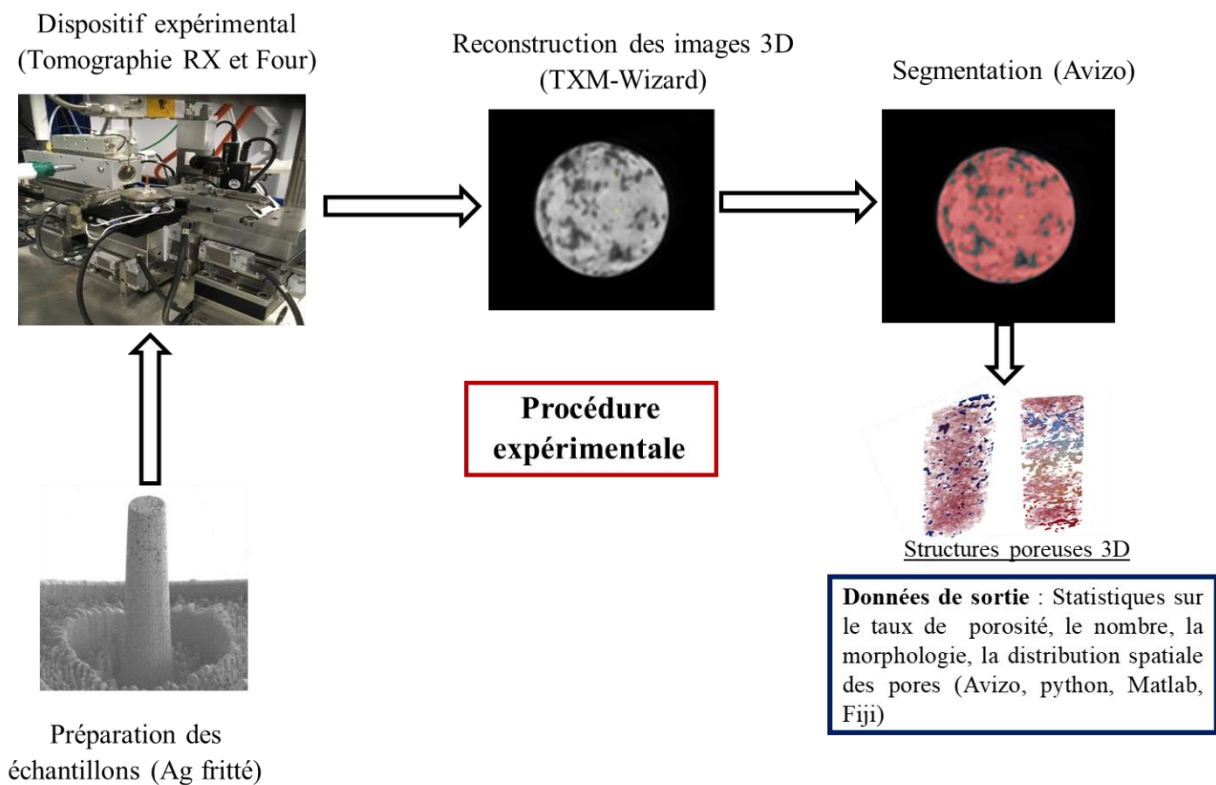 Dispositif expérimental
(Tomographie RX et Four)
Reconstruction des images 3D
(TXM-Wizard)
Segmentation (Avizo)
Procédure
expérimentale
Structures poreuses 3D
Données de sortie : Statistiques sur
le taux de porosité, le nombre, la
morphologie, la distribution spatiale
des pores (Avizo, python, Matlab,
Fiji)
Préparation des
échantillons (Ag fritté)